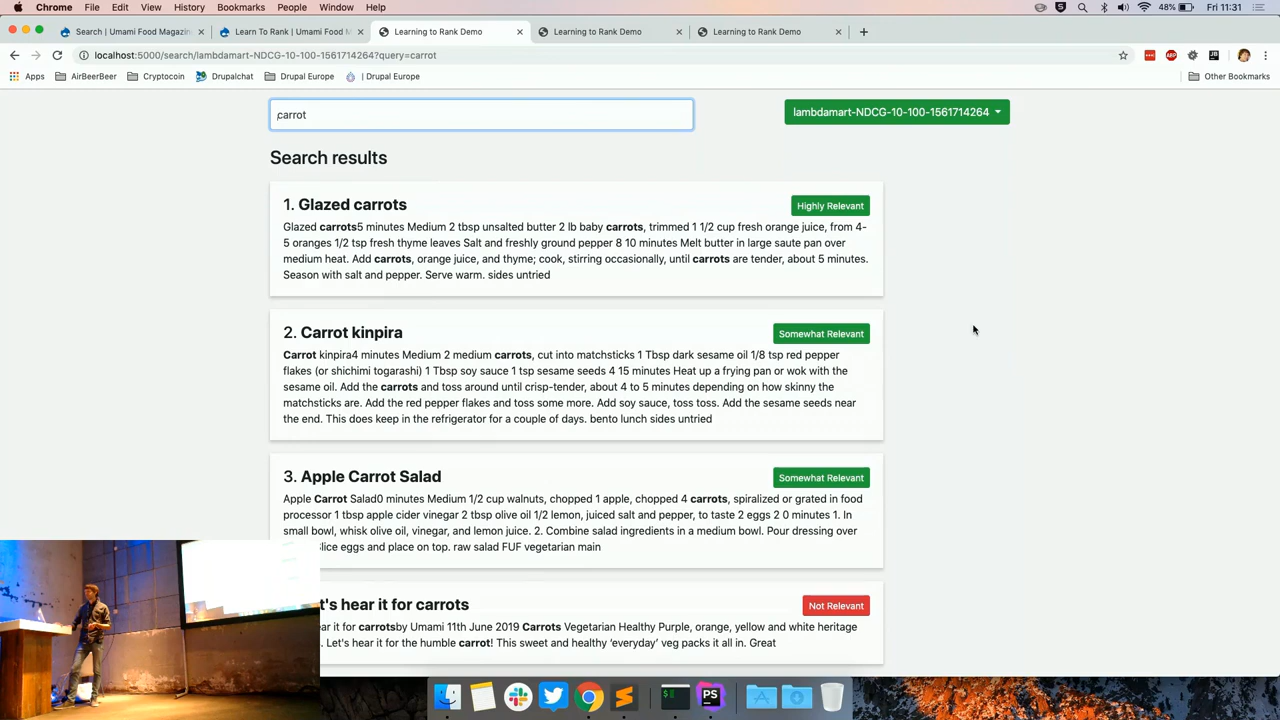 Chrome File Edit View History Bookmarks People Window Help 48% Fri 11:31
Search | Umami Food Magazin
Learn To Rank | Umami Food M
Learning to Rank Demo
Learning to Rank Demo
Learning to Rank Demo
localhost:5000/search/lambdamart-NDCG-10-100-1561714264?query=carrot
Apps AirBeerBeer Cryptocoin Drupalchat Drupal Europe | Drupal Europe Other Bookmarks
carrot
lambdamart-NDCG-10-100-1561714264
Search results
1. Glazed carrots
Highly Relevant
Glazed carrots5 minutes Medium 2 tbsp unsalted butter 2 lb baby carrots, trimmed 1 1/2 cup fresh orange juice, from 4-
5 oranges 1/2 tsp fresh thyme leaves Salt and freshly ground pepper 8 10 minutes Melt butter in large saute pan over
medium heat. Add carrots, orange juice, and thyme; cook, stirring occasionally, until carrots are tender, about 5 minutes.
Season with salt and pepper. Serve warm. sides untried
2. Carrot kinpira
Somewhat Relevant
Carrot kinpira4 minutes Medium 2 medium carrots, cut into matchsticks 1 Tbsp dark sesame oil 1/8 tsp red pepper
flakes (or shichimi togarashi) 1 Tbsp soy sauce 1 tsp sesame seeds 4 15 minutes Heat up a frying pan or wok with the
sesame oil. Add the carrots and toss around until crisp-tender, about 4 to 5 minutes depending on how skinny the
matchsticks are. Add the red pepper flakes and toss some more. Add soy sauce, toss toss. Add the sesame seeds near
the end. This does keep in the refrigerator for a couple of days. bento lunch sides untried
3. Apple Carrot Salad
Somewhat Relevant
Apple Carrot Salad0 minutes Medium 1/2 cup walnuts, chopped 1 apple, chopped 4 carrots, spiralized or grated in food
processor 1 tbsp apple cider vinegar 2 tbsp olive oil 1/2 lemon, juiced salt and pepper, to taste 2 eggs 2 0 minutes 1. In
small bowl, whisk olive oil, vinegar, and lemon juice. 2. Combine salad ingredients in a medium bowl. Pour dressing over
lice eggs and place on top. raw salad FUF vegetarian main
t's hear it for carrots
Not Relevant
ear it for carrotsby Umami 11th June 2019 Carrots Vegetarian Healthy Purple, orange, yellow and white heritage
. Let's hear it for the humble carrot! This sweet and healthy ‘everyday’ veg packs it all in. Great
PS